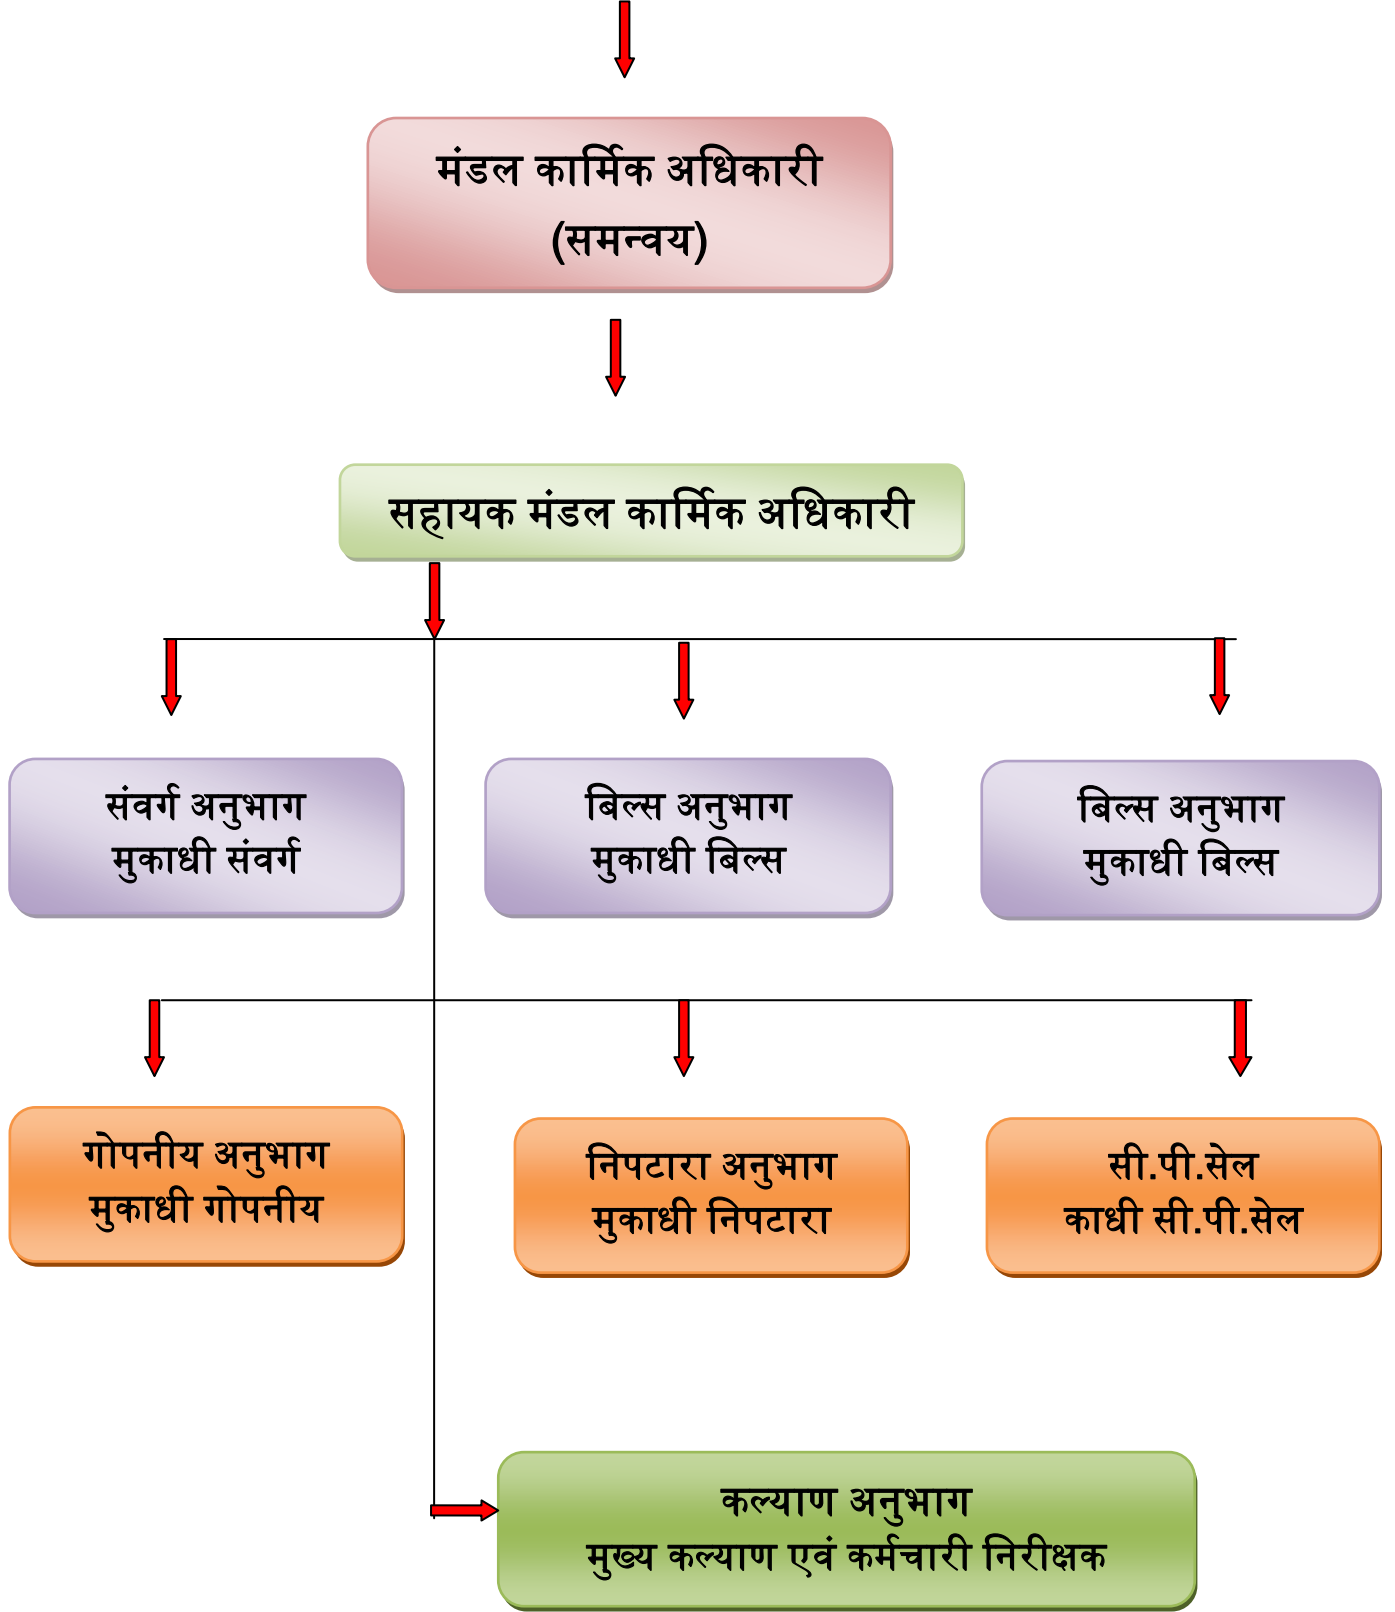 मंडल कार्मिक अधिकारी
(समन्वय)
सहायक मंडल कार्मिक अधिकारी
संवर्ग अनुभाग
मुकाधी संवर्ग
बिल्स अनुभाग
मुकाधी बिल्स
बिल्स अनुभाग
मुकाधी बिल्स
गोपनीय अनुभाग
मुकाधी गोपनीय
निपटारा अनुभाग
मुकाधी निपटारा
सी.पी.सेल
काधी सी.पी.सेल
कल्याण अनुभाग
मुख्य कल्याण एवं कर्मचारी निरीक्षक